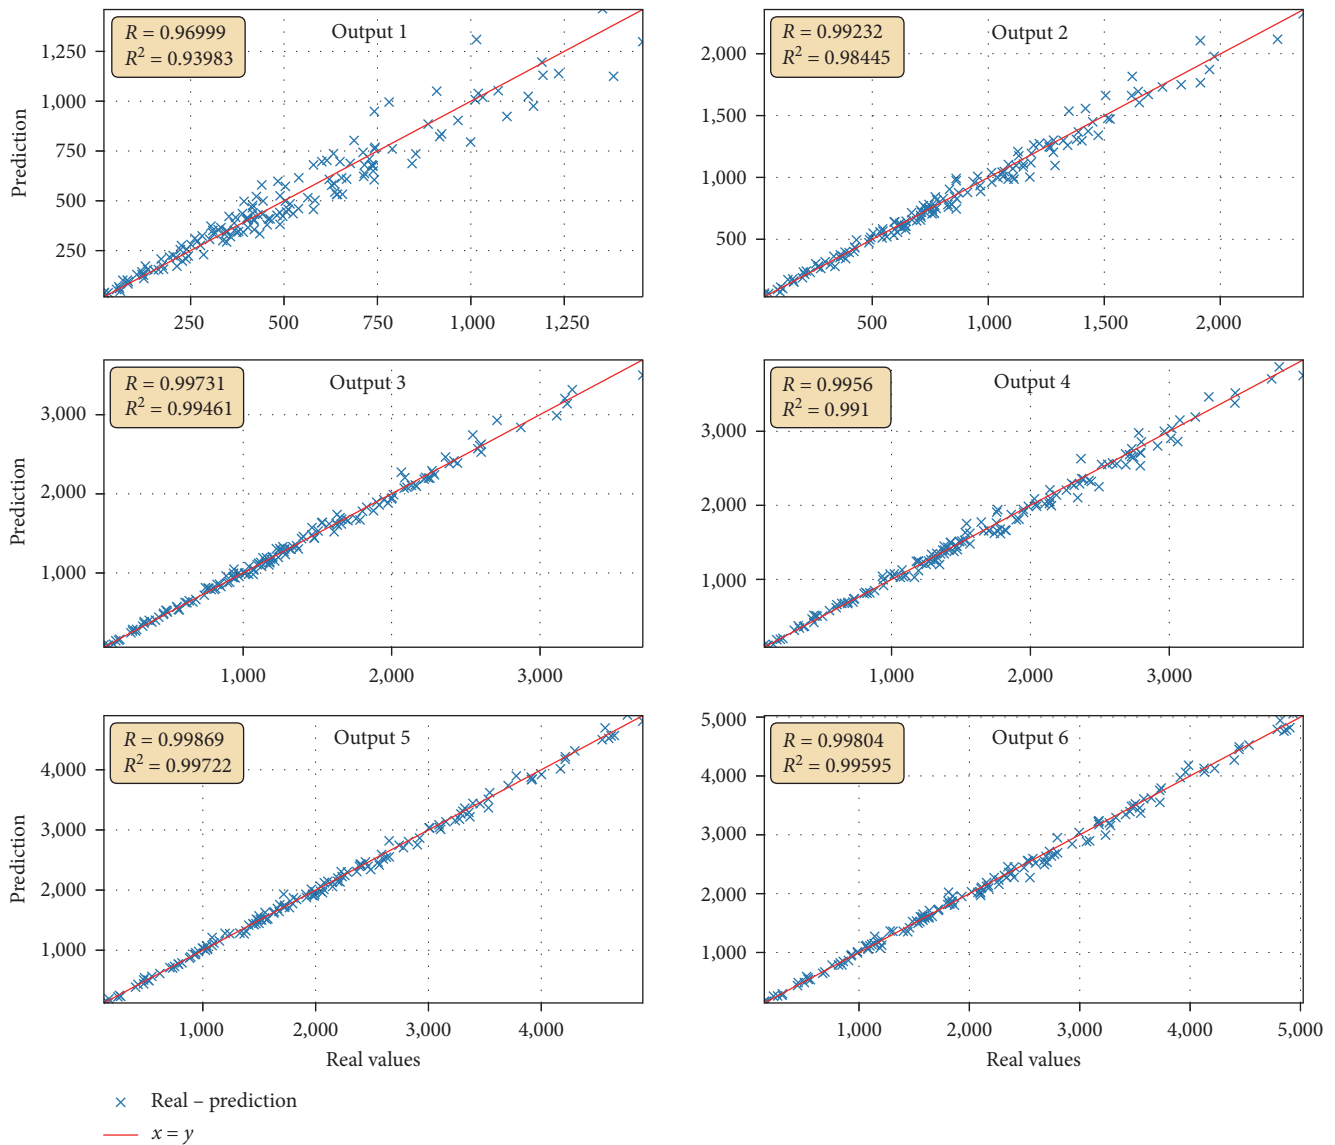 R = 0.96999
R² = 0.93983
Output 1
Prediction
1,250
1,000
750
500
250
250 500 750 1,000 1,250
R = 0.99232
R² = 0.98445
Output 2
2,000
1,500
1,000
500
500 1,000 1,500 2,000
R = 0.99731
R² = 0.99461
Output 3
Prediction
3,000
2,000
1,000
1,000 2,000 3,000
R = 0.9956
R² = 0.991
Output 4
3,000
2,000
1,000
1,000 2,000 3,000
R = 0.99869
R² = 0.99722
Output 5
Prediction
4,000
3,000
2,000
1,000
1,000 2,000 3,000 4,000
Real values
R = 0.99804
R² = 0.99595
Output 6
5,000
4,000
3,000
2,000
1,000
1,000 2,000 3,000 4,000 5,000
Real values
Real – prediction
x = y